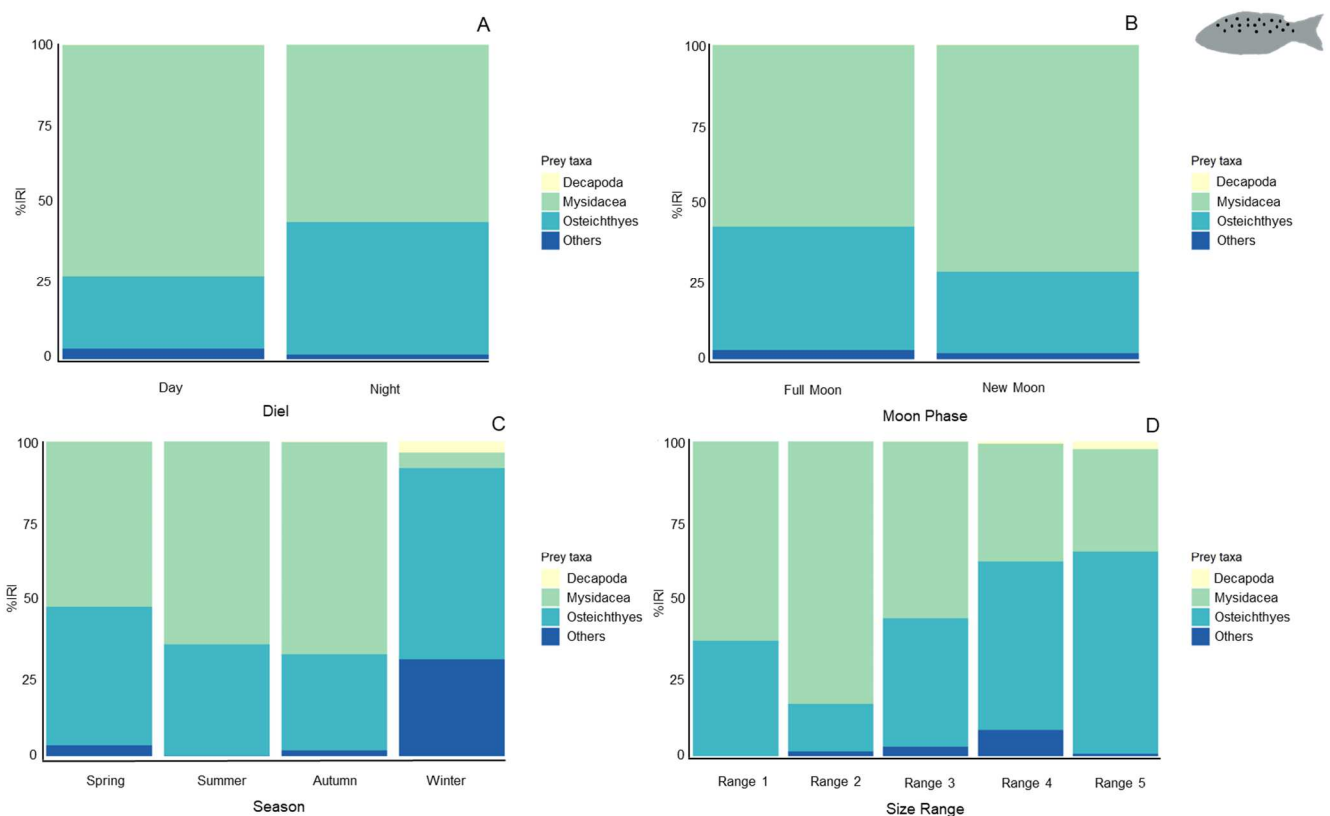 A
100
75
50
25
0
%IRI
Day
Night
Diel
Prey taxa
Decapoda
Mysidacea
Osteichthyes
Others
B
100
75
50
25
0
%IRI
Full Moon
New Moon
Moon Phase
Prey taxa
Decapoda
Mysidacea
Osteichthyes
Others
C
100
75
50
25
0
%IRI
Spring
Summer
Autumn
Winter
Season
Prey taxa
Decapoda
Mysidacea
Osteichthyes
Others
D
100
75
50
25
0
%IRI
Range 1
Range 2
Range 3
Range 4
Range 5
Size Range
Prey taxa
Decapoda
Mysidacea
Osteichthyes
Others